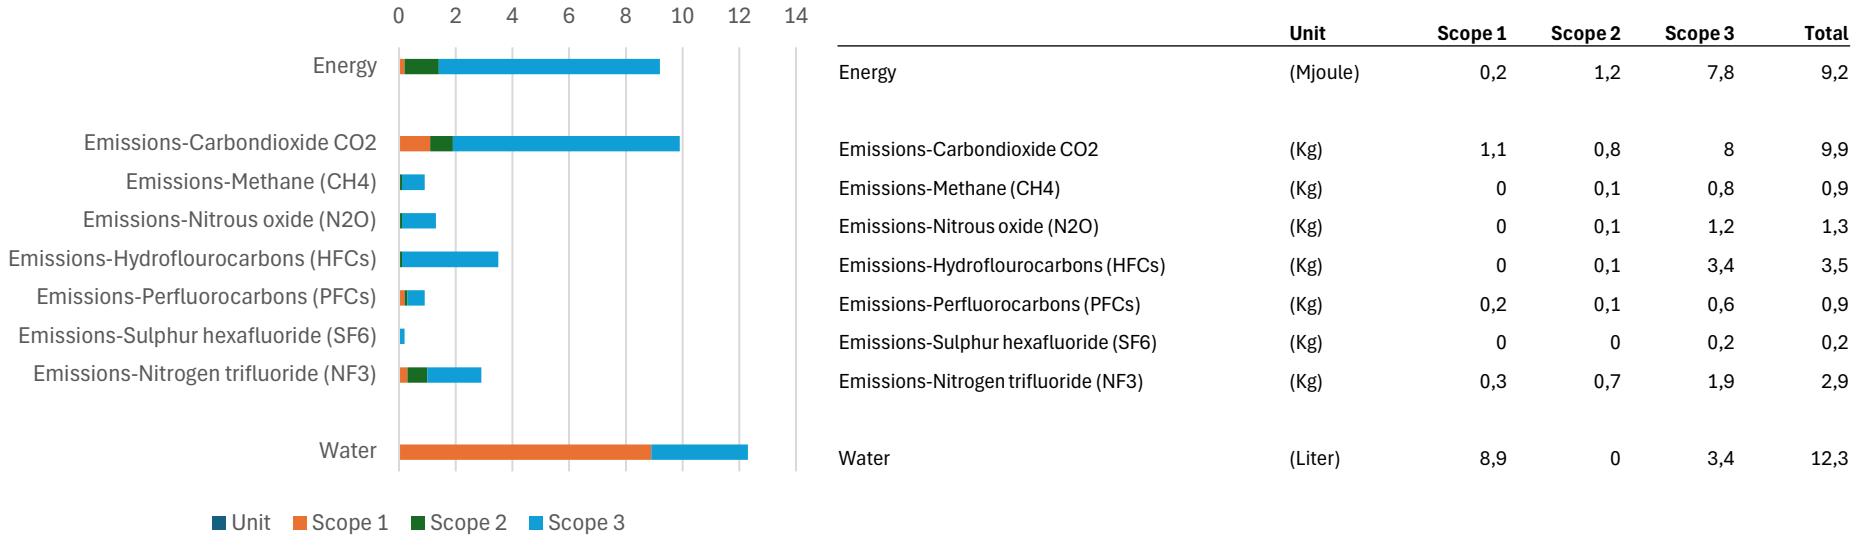 0 2 4 6 8 10 12 14
Energy
Emissions-Carbondioxide CO2
Emissions-Methane (CH4)
Emissions-Nitrous oxide (N2O)
Emissions-Hydroflourocarbons (HFCs)
Emissions-Perfluorocarbons (PFCs)
Emissions-Sulphur hexafluoride (SF6)
Emissions-Nitrogen trifluoride (NF3)
Water
Unit Scope 1 Scope 2 Scope 3
Unit Scope 1 Scope 2 Scope 3 Total
Energy (Mjoule) 0,2 1,2 7,8 9,2
Emissions-Carbondioxide CO2 (Kg) 1,1 0,8 8 9,9
Emissions-Methane (CH4) (Kg) 0 0,1 0,8 0,9
Emissions-Nitrous oxide (N2O) (Kg) 0 0,1 1,2 1,3
Emissions-Hydroflourocarbons (HFCs) (Kg) 0 0,1 3,4 3,5
Emissions-Perfluorocarbons (PFCs) (Kg) 0,2 0,1 0,6 0,9
Emissions-Sulphur hexafluoride (SF6) (Kg) 0 0 0,2 0,2
Emissions-Nitrogen trifluoride (NF3) (Kg) 0,3 0,7 1,9 2,9
Water (Liter) 8,9 0 3,4 12,3